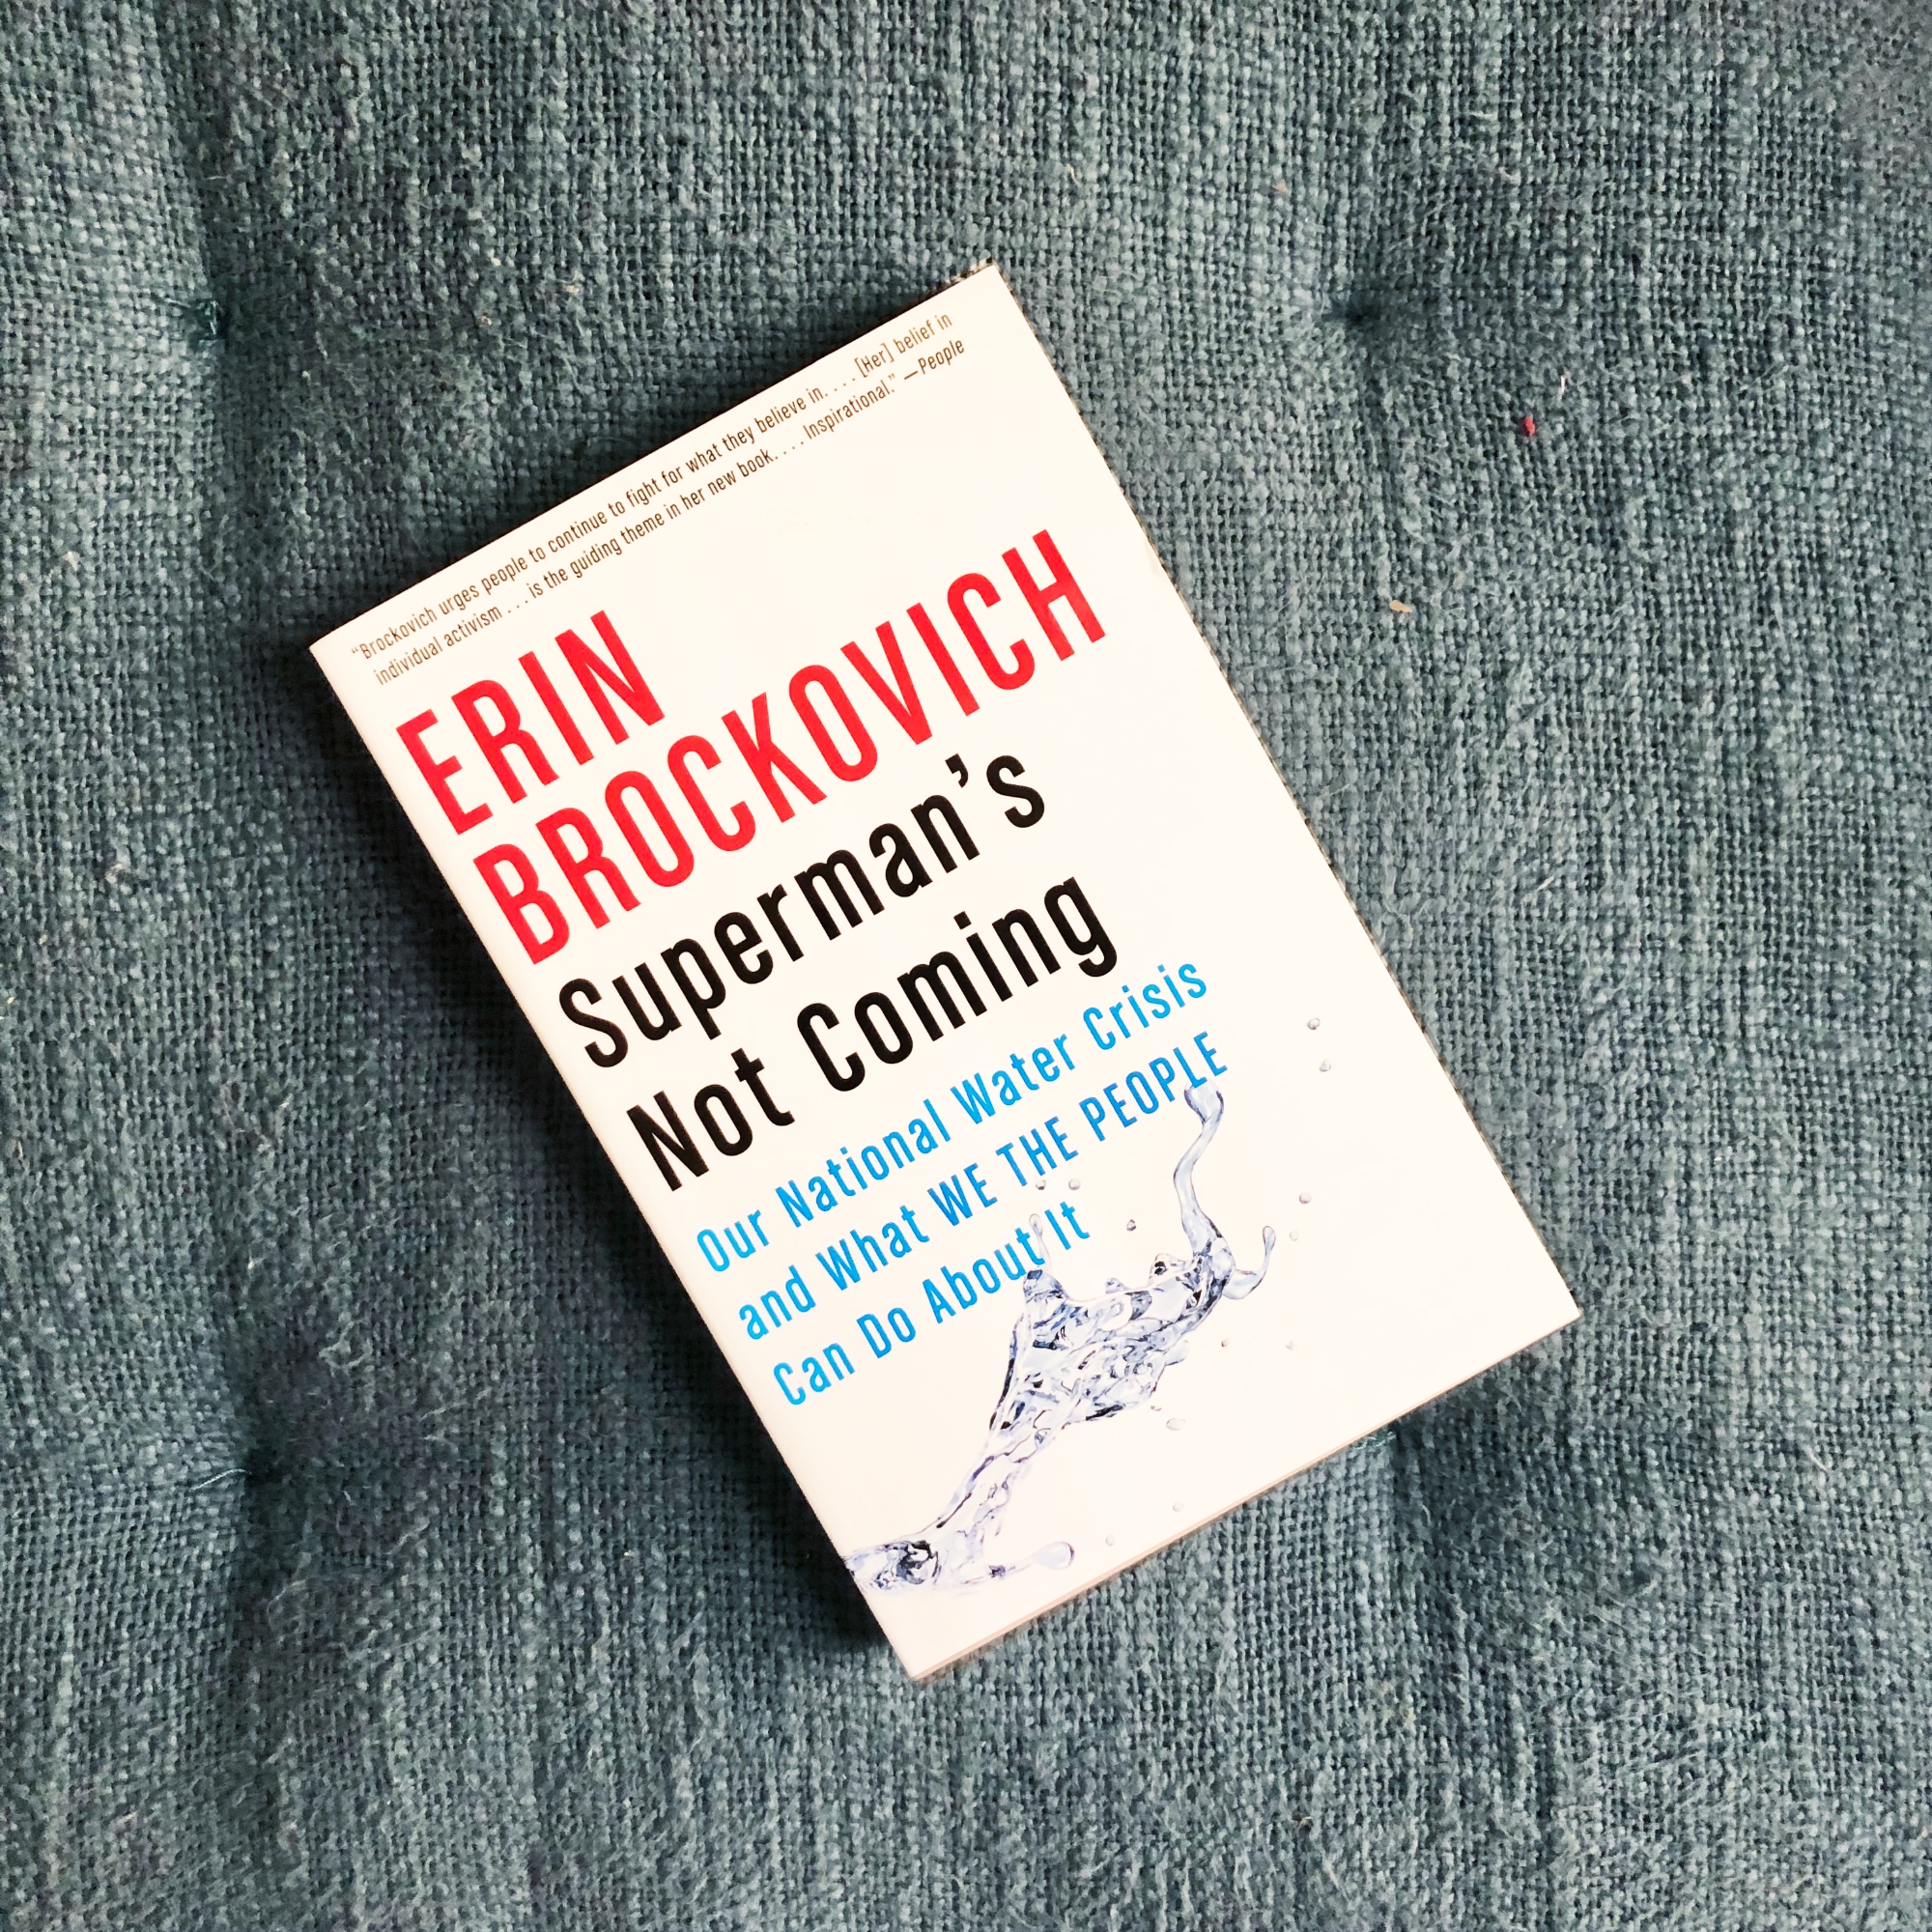 “Brockovich urges people to continue to fight for what they believe in. . . . [Her] belief in
individual activism . . . is the guiding theme in her new book. . . . Inspirational.” —People
ERIN
BROCKOVICH
Superman’s
Not Coming
Our National Water Crisis
and What WE THE PEOPLE
Can Do About It